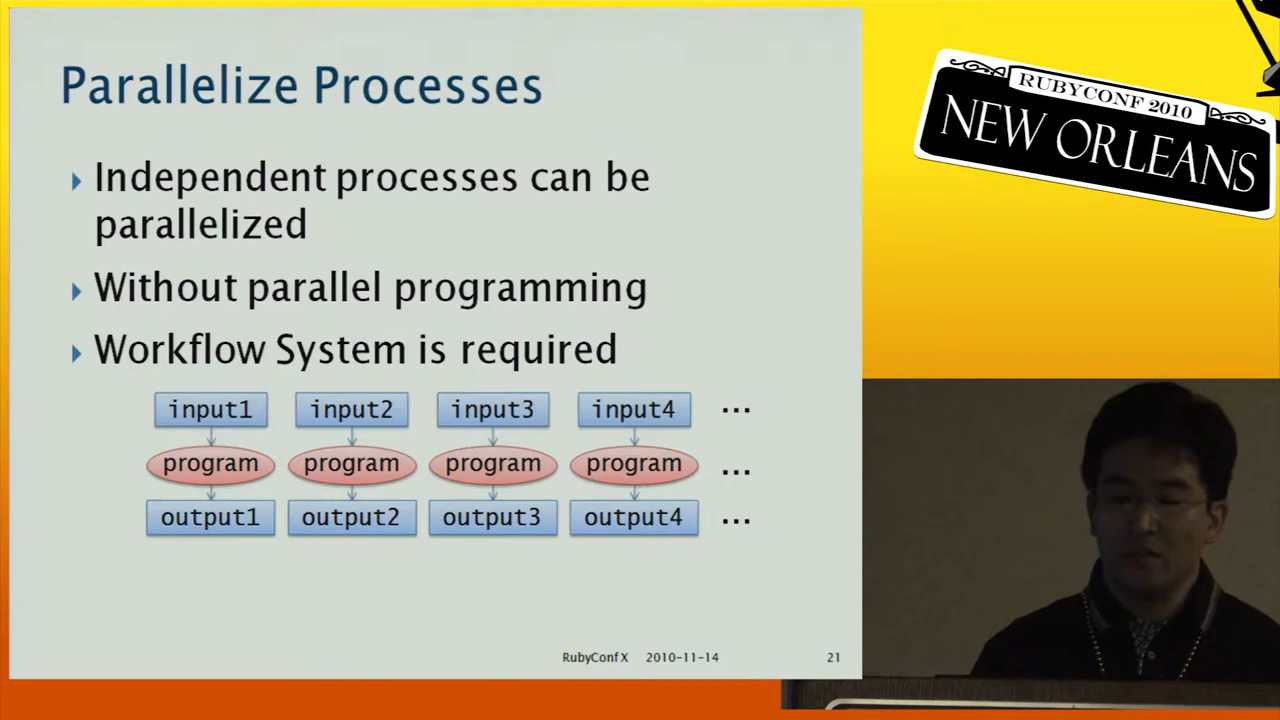 Parallelize Processes
Independent processes can be
parallelized
Without parallel programming
Workflow System is required
input1 input2 input3 input4 ...
program program program program ...
output1 output2 output3 output4 ...
RubyConf X 2010-11-14 21
RUBYCONF 2010
NEW ORLEANS